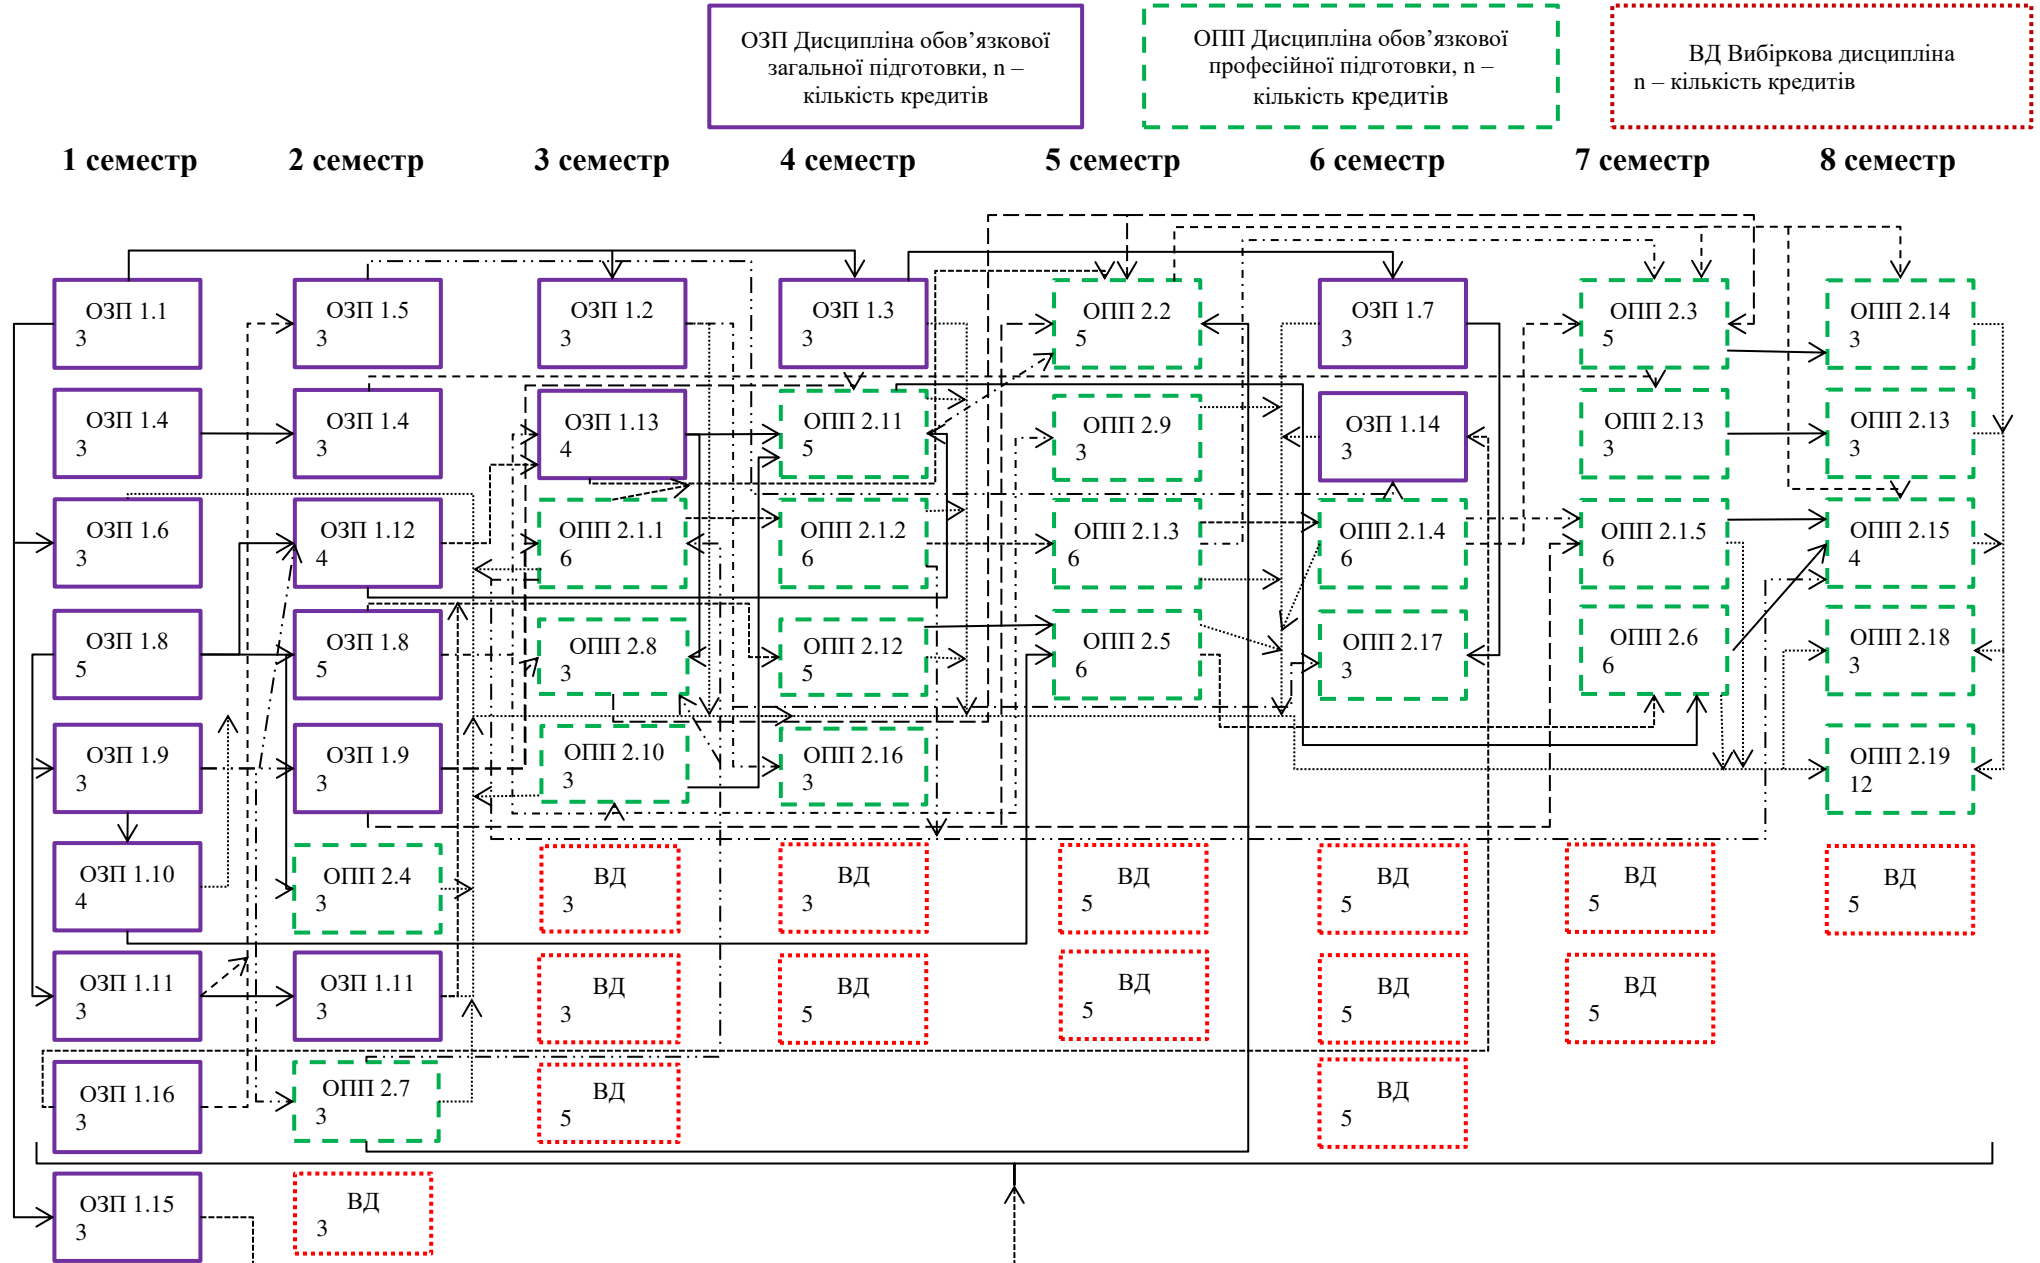 ОЗП Дисципліна обов’язкової
загальної підготовки, n –
кількість кредитів
ОПП Дисципліна обов’язкової
професійної підготовки, n –
кількість кредитів
ВД Вибіркова дисципліна
n – кількість кредитів
1 семестр
2 семестр
3 семестр
4 семестр
5 семестр
6 семестр
7 семестр
8 семестр
ОЗП 1.1
3
ОЗП 1.5
3
ОЗП 1.2
3
ОЗП 1.3
3
ОПП 2.2
5
ОЗП 1.7
3
ОПП 2.3
5
ОПП 2.14
3
ОЗП 1.4
3
ОЗП 1.4
3
ОЗП 1.13
4
ОПП 2.11
5
ОПП 2.9
3
ОЗП 1.14
3
ОПП 2.13
3
ОПП 2.13
3
ОЗП 1.6
3
ОЗП 1.12
4
ОПП 2.1.1
6
ОПП 2.1.2
6
ОПП 2.1.3
6
ОПП 2.1.4
6
ОПП 2.1.5
6
ОПП 2.15
4
ОЗП 1.8
5
ОЗП 1.8
5
ОПП 2.8
3
ОПП 2.12
5
ОПП 2.5
6
ОПП 2.17
3
ОПП 2.6
6
ОПП 2.18
3
ОЗП 1.9
3
ОЗП 1.9
3
ОПП 2.10
3
ОПП 2.16
3
ОПП 2.19
12
ОЗП 1.10
4
ОПП 2.4
3
ВД
3
ВД
3
ВД
5
ВД
5
ВД
5
ВД
5
ОЗП 1.11
3
ОЗП 1.11
3
ВД
3
ВД
5
ВД
5
ВД
5
ВД
5
ОЗП 1.16
3
ОПП 2.7
3
ВД
5
ВД
5
ОЗП 1.15
3
ВД
3